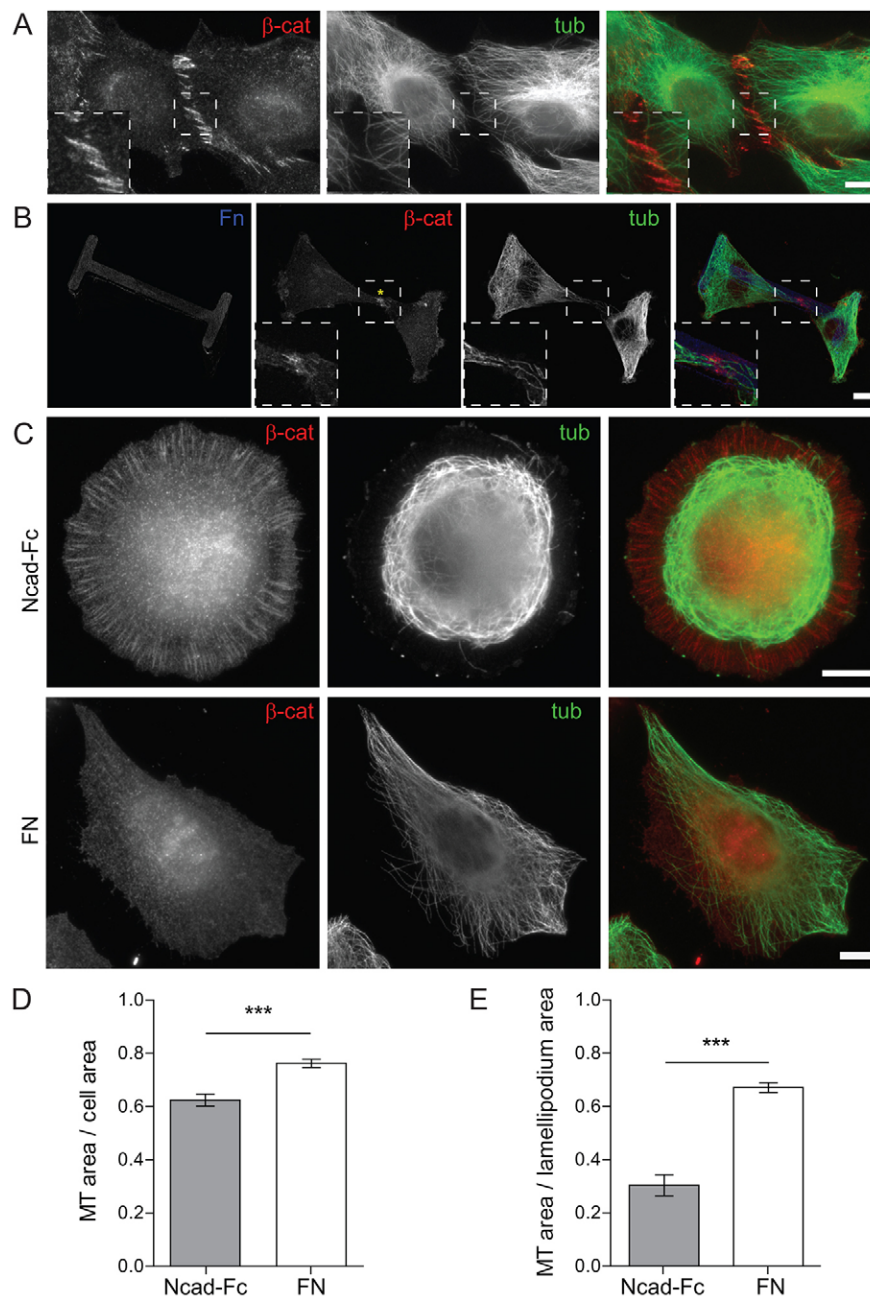 A
β-cat
tub
B
Fn
β-cat
tub
*
C
Ncad-Fc
β-cat
tub
FN
β-cat
tub
D
MT area / cell area
1.0
0.8
0.6
0.4
0.2
0.0
***
Ncad-Fc FN
E
MT area / lamellipodium area
1.0
0.8
0.6
0.4
0.2
0.0
***
Ncad-Fc FN